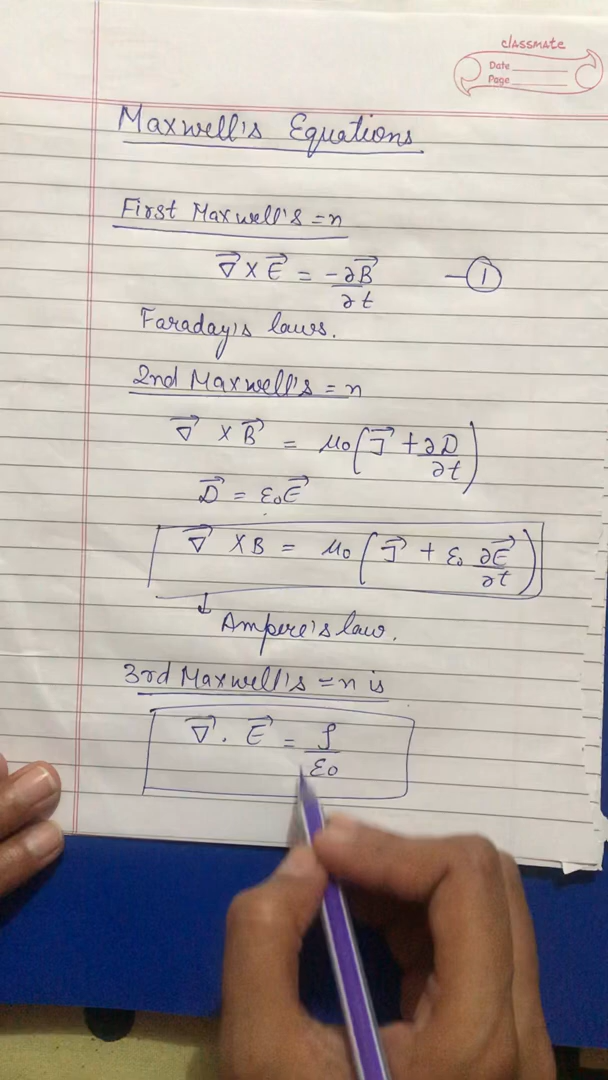 classmate
Date
Page
Maxwell's Equations
First Maxwell's =n
∇⃗ × E⃗ = -∂B⃗/∂t — ①
Faraday's laws.
2nd Maxwell's = n
∇⃗ × B⃗ = μ₀(J⃗ + ∂D/∂t)
D⃗ = ε₀E⃗
∇⃗ × B = μ₀(J⃗ + ε₀ ∂E⃗/∂t)
↓ Ampere's law.
3rd Maxwell's =n is
∇⃗ . E⃗ = ρ/ε₀